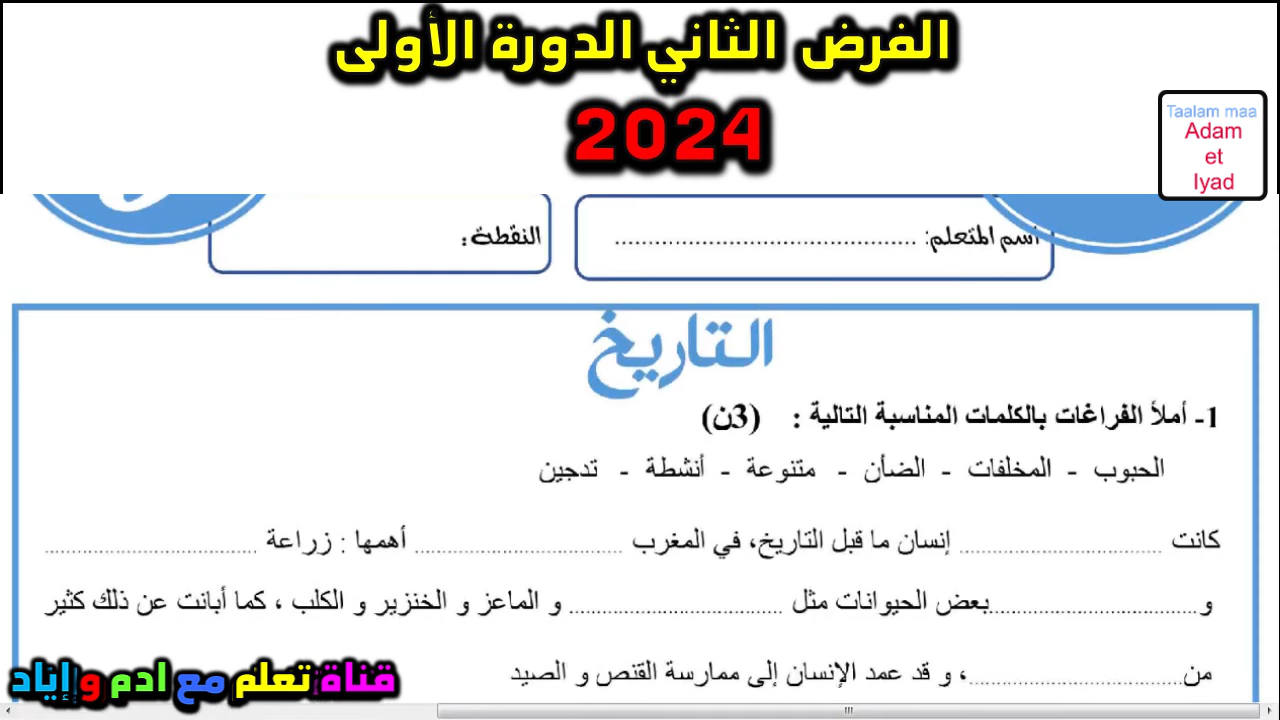 الفرض الثاني الدورة الأولى
2024
Taalam maa
Adam
et
Iyad
اسم المتعلم: ............................................
النقطة:
التاريخ
1- أملأ الفراغات بالكلمات المناسبة التالية : (3ن)
الحبوب - المخلفات - الضأن - متنوعة - أنشطة - تدجين
كانت .................................. إنسان ما قبل التاريخ، في المغرب .................................. أهمها : زراعة ..................................
و..................................بعض الحيوانات مثل .................................. و الماعز و الخنزير و الكلب ، كما أبانت عن ذلك كثير
من..................................، و قد عمد الإنسان إلى ممارسة القنص و الصيد
قناة تعلم مع ادم وإياد